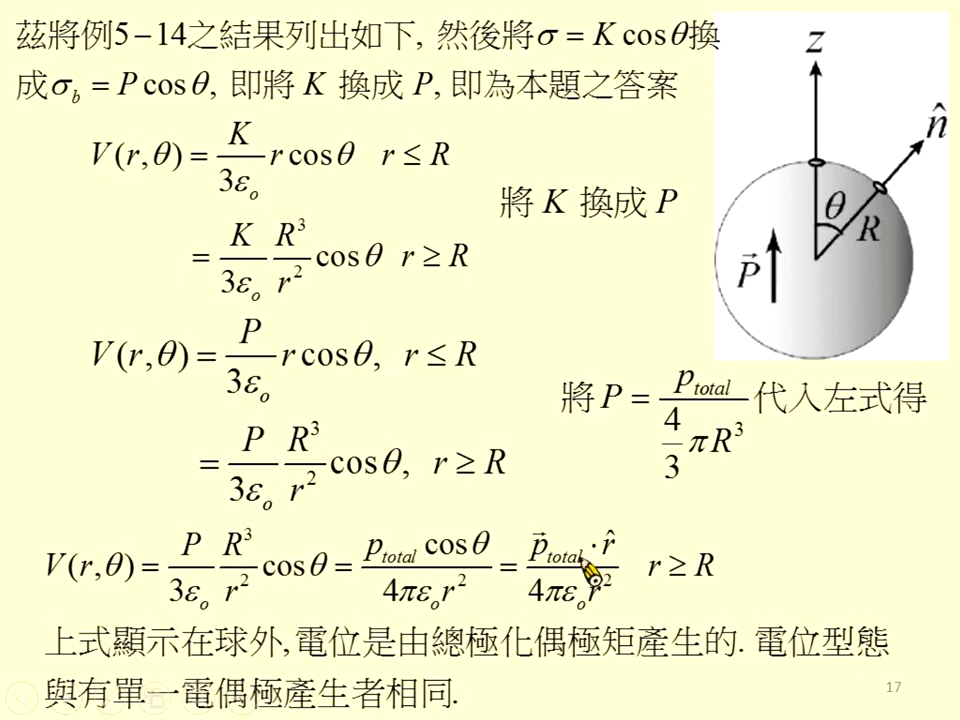 茲將例5－14之結果列出如下, 然後將σ = K cosθ換
成σ_b = P cosθ, 即將 K 換成 P, 即為本題之答案
V(r,θ) = K/(3ε_o) r cosθ r ≤ R
= K/(3ε_o) R³/r² cosθ r ≥ R
將 K 換成 P
V(r,θ) = P/(3ε_o) r cosθ, r ≤ R
= P/(3ε_o) R³/r² cosθ, r ≥ R
將 P = p_total/(4/3 πR³) 代入左式得
V(r,θ) = P/(3ε_o) R³/r² cosθ = p_total cosθ/(4πε_o r²) = p⃗_total · r̂/(4πε_o r²) r ≥ R
上式顯示在球外, 電位是由總極化偶極矩產生的. 電位型態
與有單一電偶極產生者相同.
z
n̂
θ
R
P⃗
17